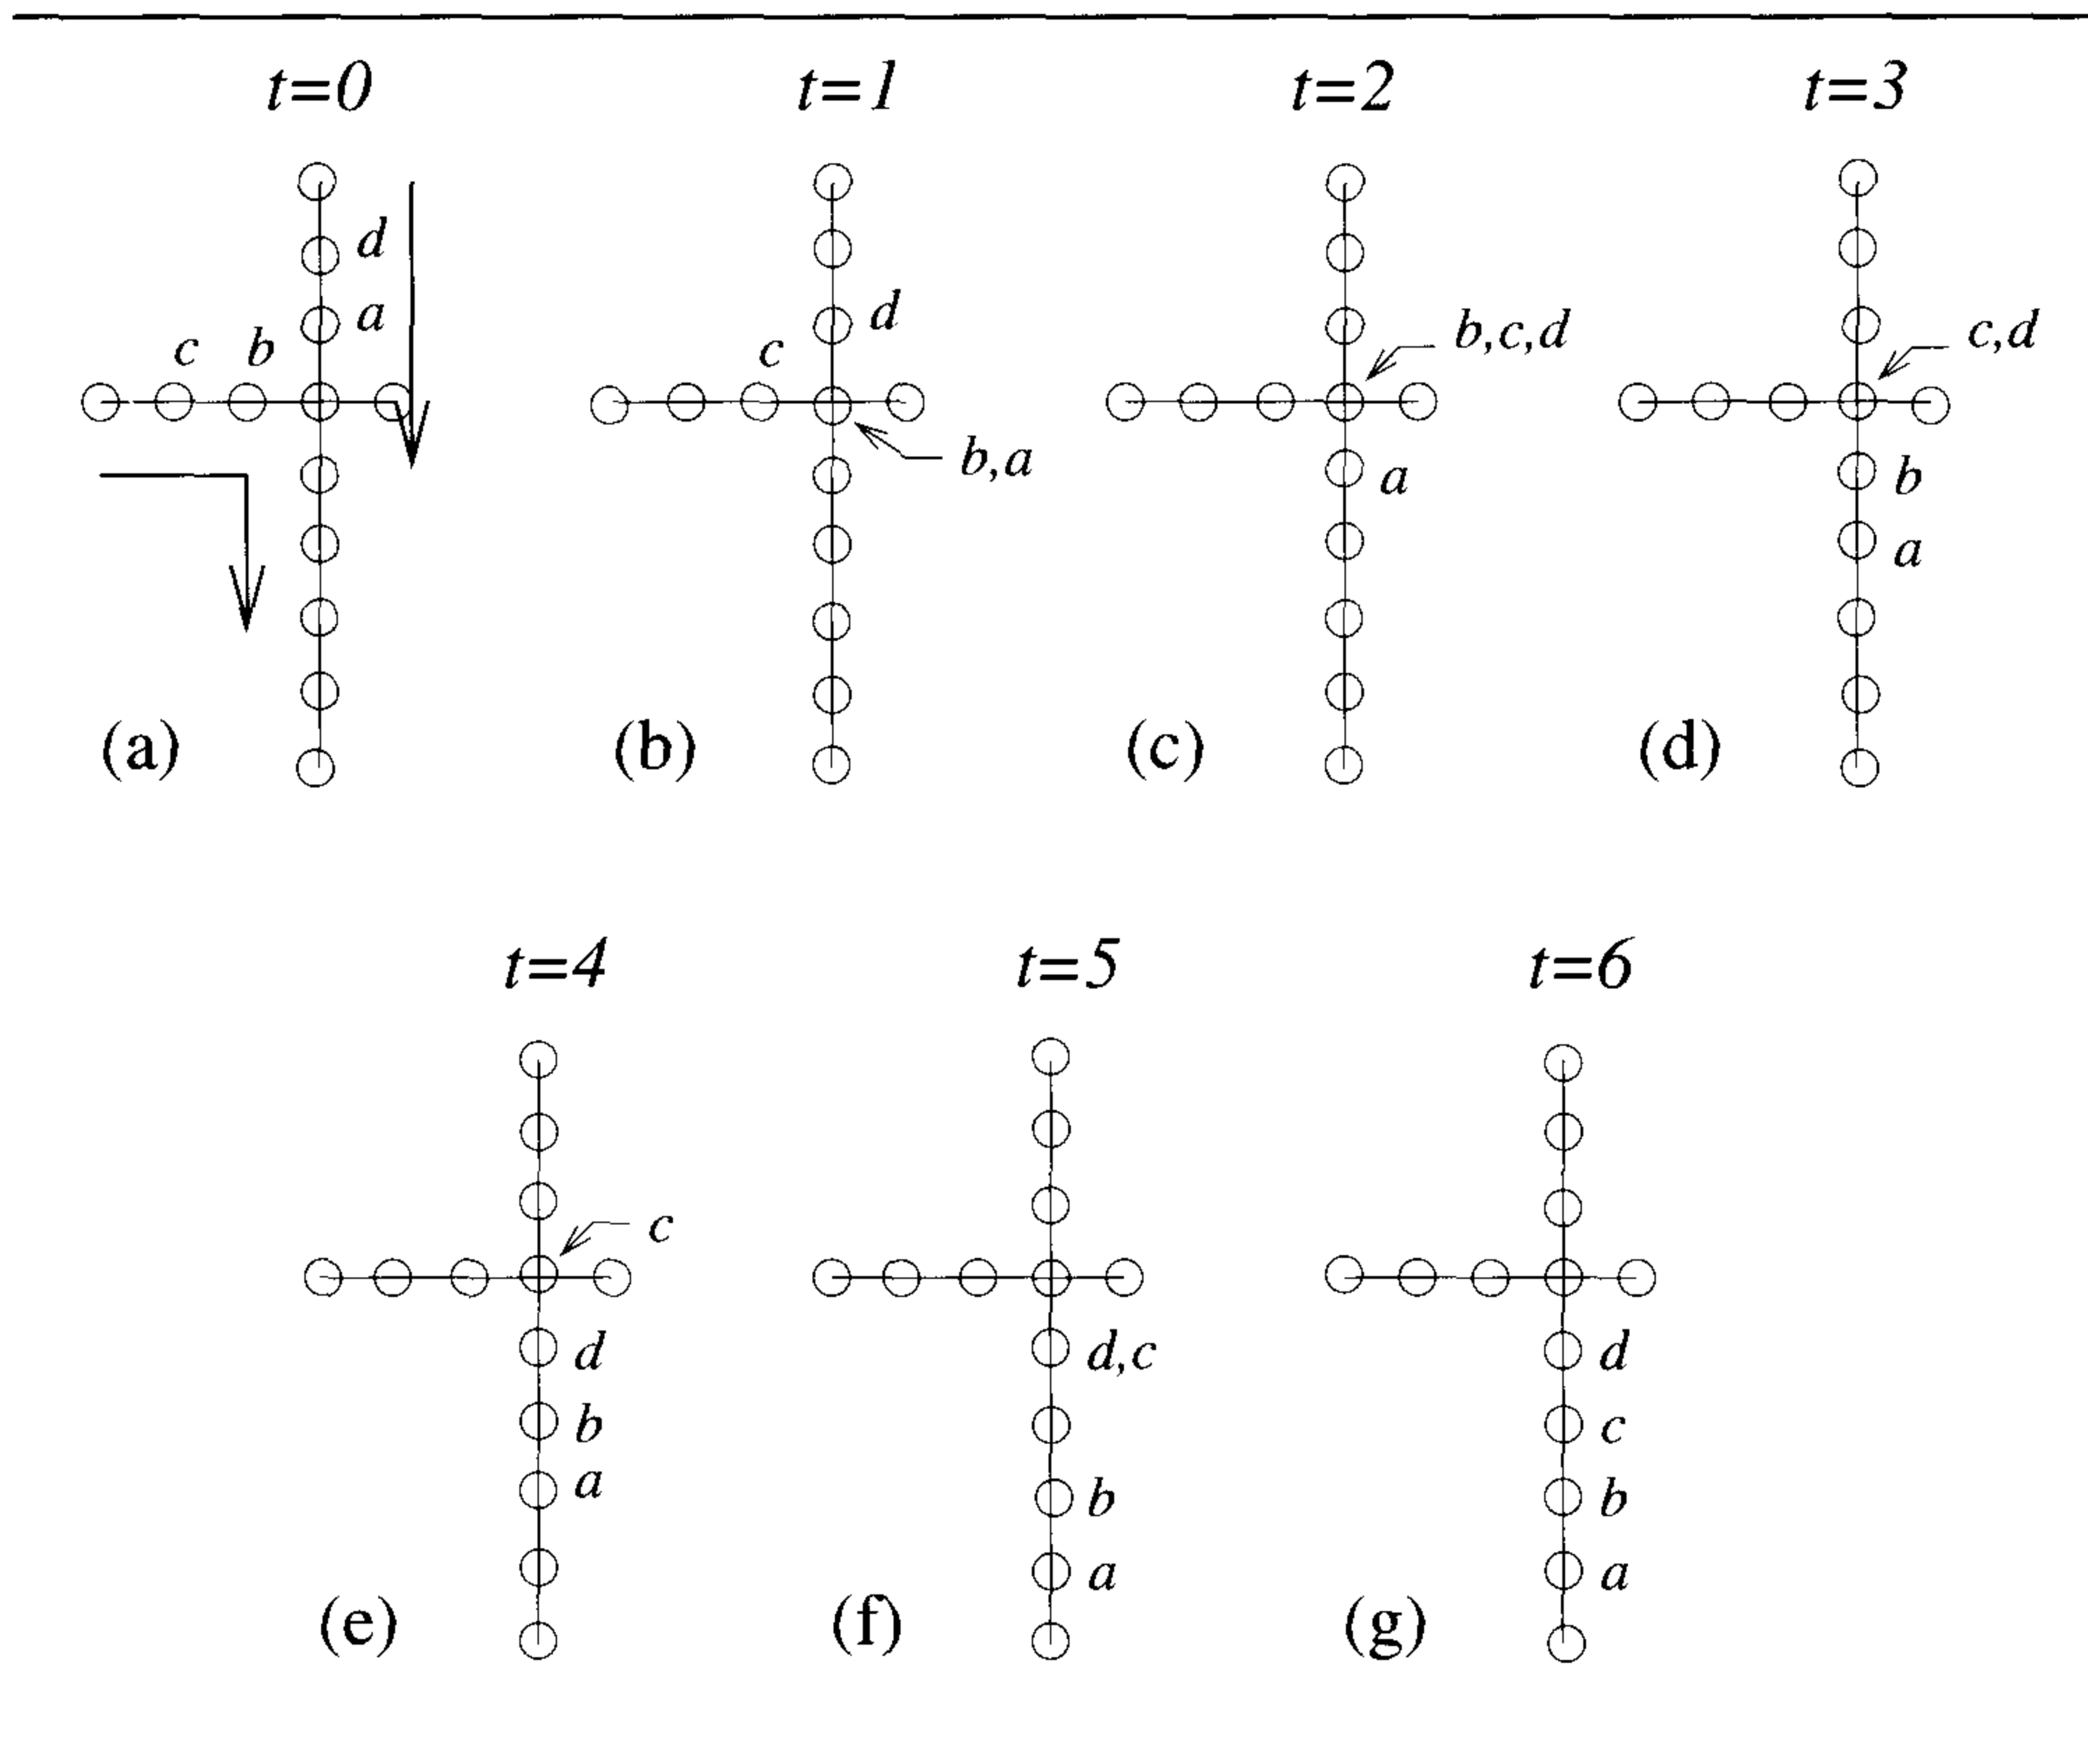 t=0 t=1 t=2 t=3
d
a
c b
d
c
b,a
b,c,d
a
c,d
b
a
(a) (b) (c) (d)
t=4 t=5 t=6
c
d
b
a
d,c
b
a
d
c
b
a
(e) (f) (g)